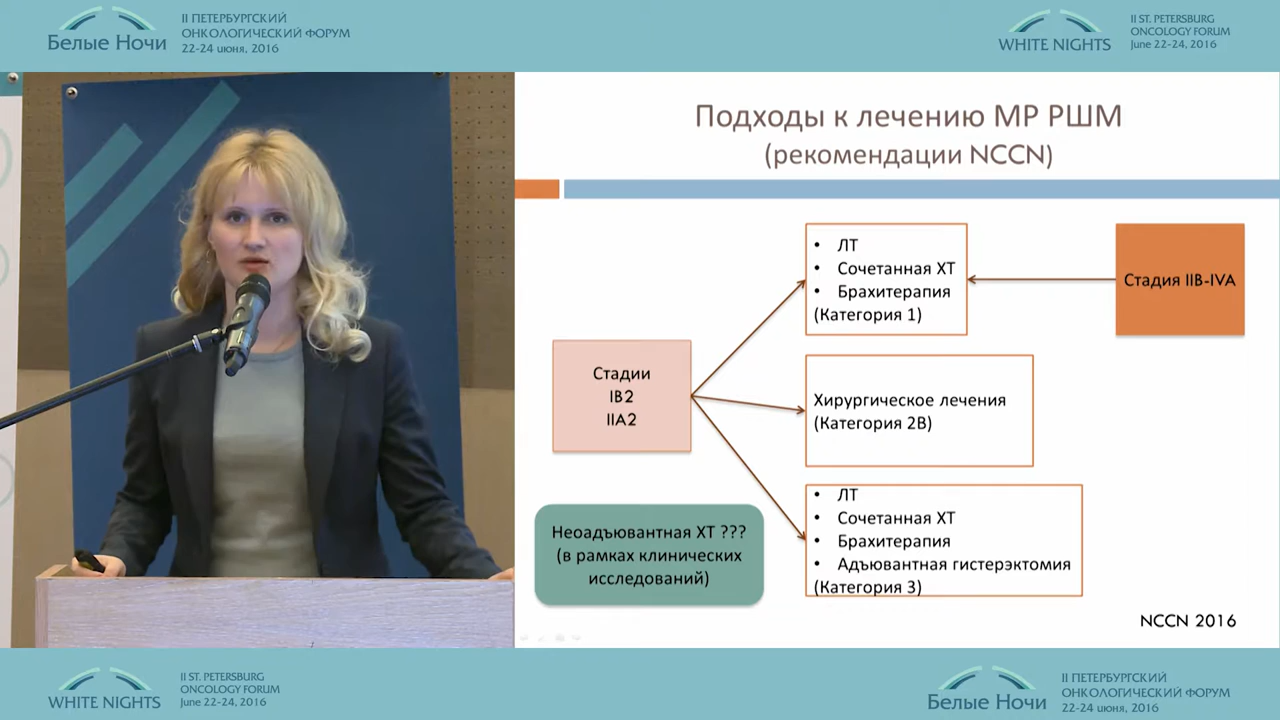 Белые Ночи
II ПЕТЕРБУРГСКИЙ
ОНКОЛОГИЧЕСКИЙ ФОРУМ
22-24 июня, 2016
WHITE NIGHTS
II ST. PETERSBURG
ONCOLOGY FORUM
June 22-24, 2016
Подходы к лечению МР РШМ
(рекомендации NCCN)
• ЛТ
• Сочетанная ХТ
• Брахитерапия
(Категория 1)
Стадия IIB-IVA
Стадии
IB2
IIA2
Хирургическое лечения
(Категория 2B)
• ЛТ
• Сочетанная ХТ
• Брахитерапия
• Адъювантная гистерэктомия
(Категория 3)
Неоадъювантная ХТ ???
(в рамках клинических
исследований)
NCCN 2016
WHITE NIGHTS
II ST. PETERSBURG
ONCOLOGY FORUM
June 22-24, 2016
Белые Ночи
II ПЕТЕРБУРГСКИЙ
ОНКОЛОГИЧЕСКИЙ ФОРУМ
22-24 июня, 2016